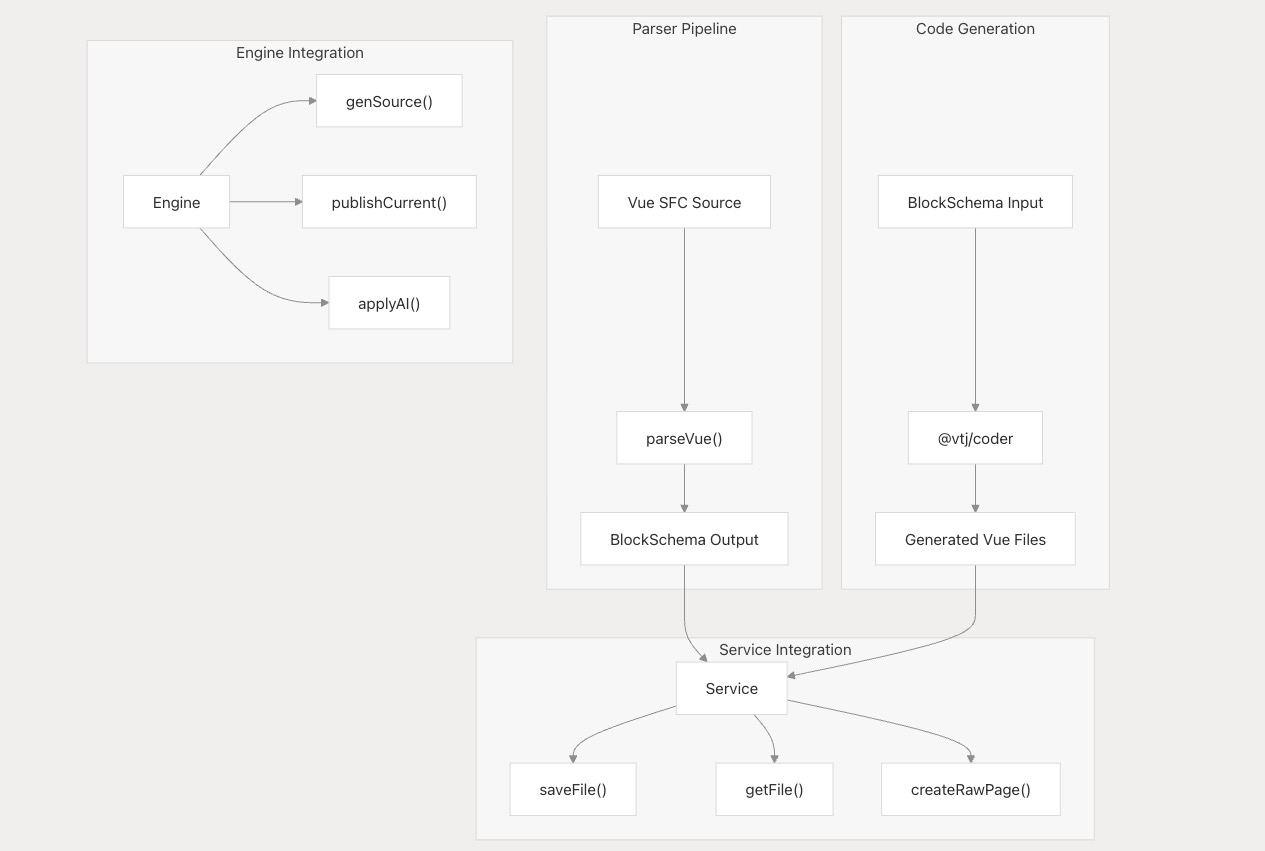 Engine Integration
genSource()
Engine
publishCurrent()
applyAI()
Parser Pipeline
Vue SFC Source
parseVue()
BlockSchema Output
Code Generation
BlockSchema Input
@vtj/coder
Generated Vue Files
Service Integration
Service
saveFile()
getFile()
createRawPage()